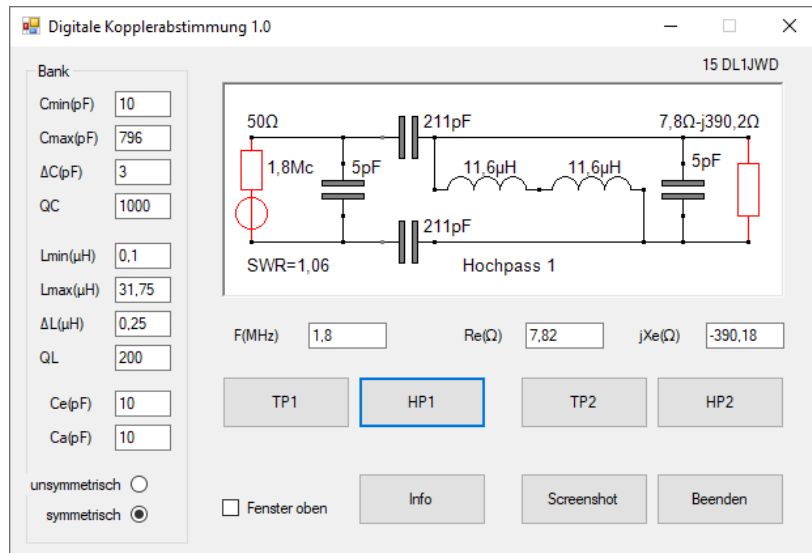 Digitale Kopplerabstimmung 1.0
15 DL1JWD
Bank
Cmin(pF) 10
Cmax(pF) 796
ΔC(pF) 3
QC 1000
Lmin(µH) 0,1
Lmax(µH) 31,75
ΔL(µH) 0,25
QL 200
Ce(pF) 10
Ca(pF) 10
unsymmetrisch
symmetrisch
50Ω 211pF 7,8Ω-j390,2Ω
1,8Mc 5pF 11,6µH 11,6µH 5pF
211pF
SWR=1,06 Hochpass 1
F(MHz) 1,8 Re(Ω) 7,82 jXe(Ω) -390,18
TP1 HP1 TP2 HP2
Fenster oben Info Screenshot Beenden